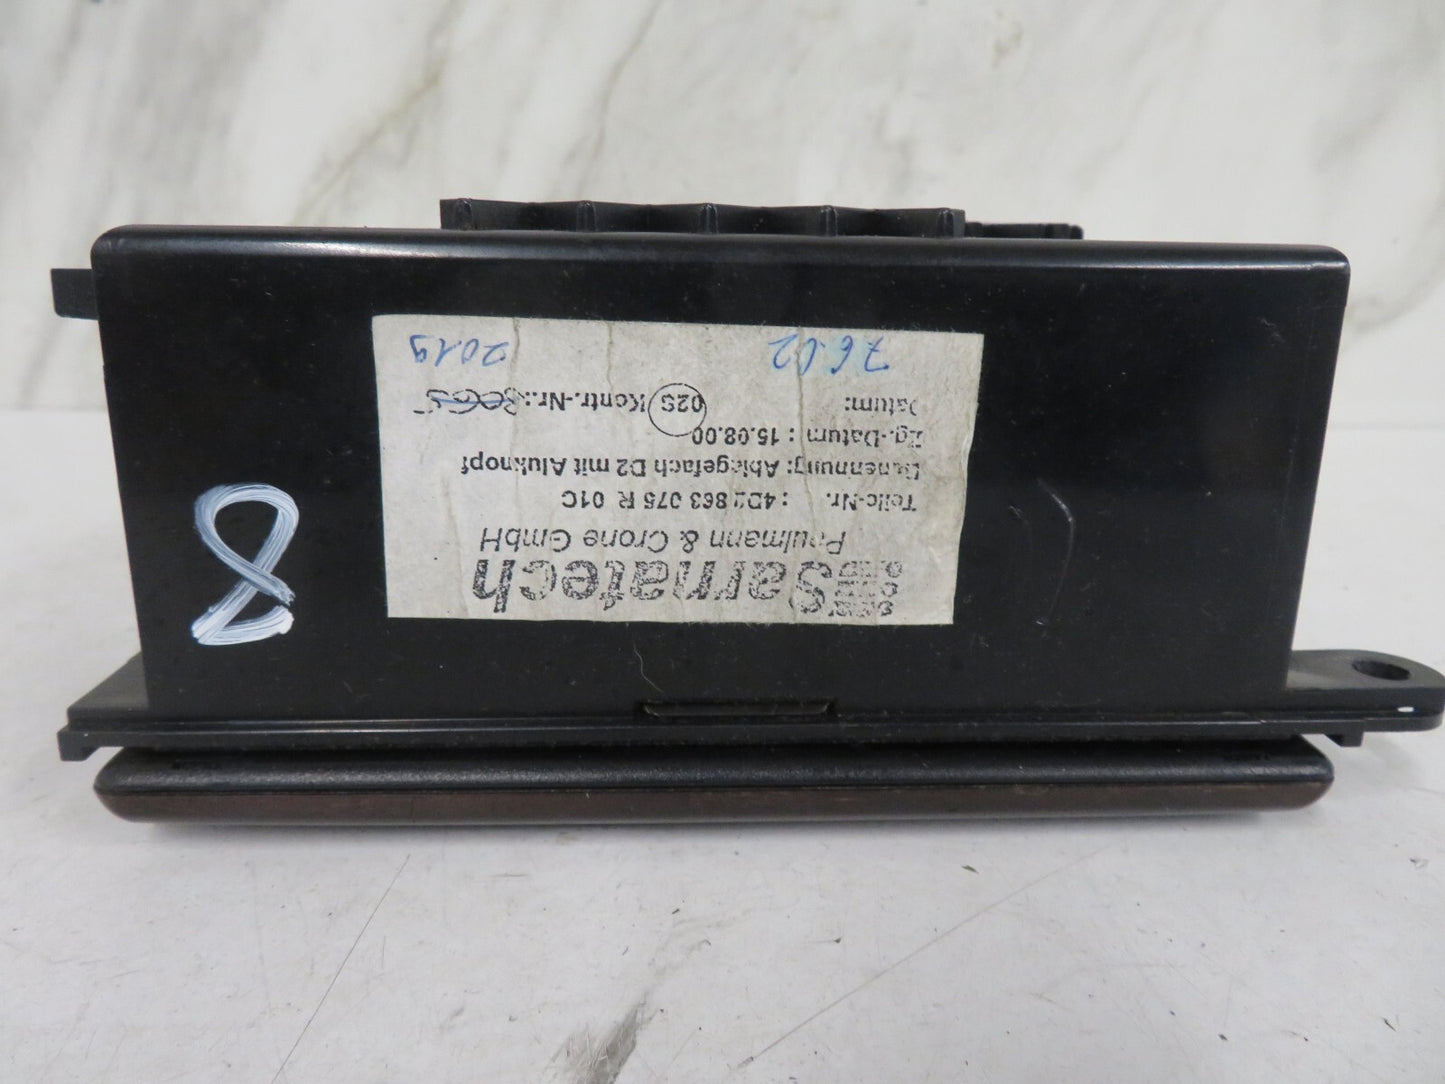 Sarnatech
Paulmann & Crone GmbH
Teile-Nr. : 4D2 863 075 R 01C
Benennung: Ablagefach D2 mit Aluknopf
Zg.-Datum : 15.08.00
Datum: 02S Kontr.-Nr.:
2019
8